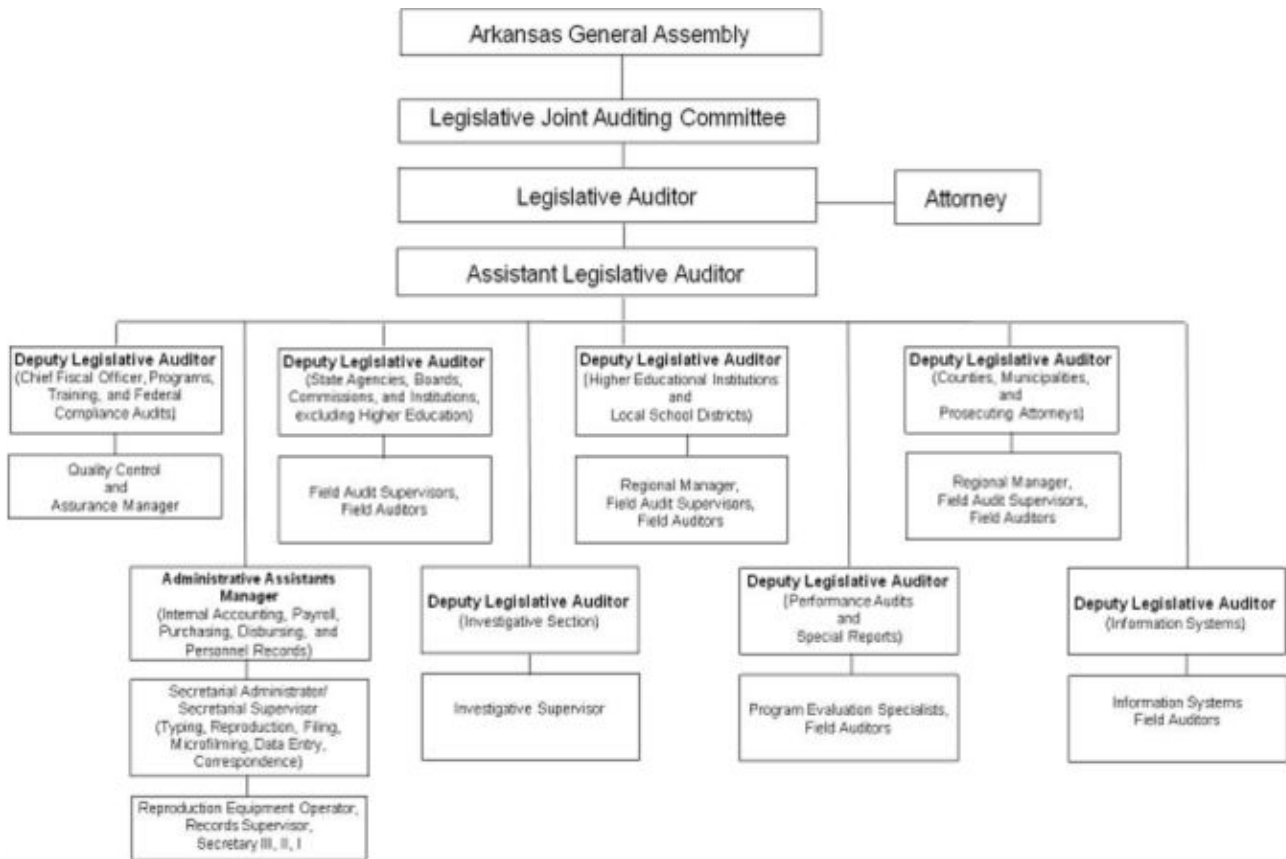 Arkansas General Assembly
Legislative Joint Auditing Committee
Legislative Auditor
Attorney
Assistant Legislative Auditor
Deputy Legislative Auditor
(Chief Fiscal Officer, Programs,
Training, and Federal
Compliance Audits)
Quality Control
and
Assurance Manager
Deputy Legislative Auditor
(State Agencies, Boards,
Commissions, and Institutions,
excluding Higher Education)
Field Audit Supervisors,
Field Auditors
Deputy Legislative Auditor
(Higher Educational Institutions
and
Local School Districts)
Regional Manager,
Field Audit Supervisors,
Field Auditors
Deputy Legislative Auditor
(Counties, Municipalities,
and
Prosecuting Attorneys)
Regional Manager,
Field Audit Supervisors,
Field Auditors
Administrative Assistants
Manager
(Internal Accounting, Payroll,
Purchasing, Disbursing, and
Personnel Records)
Secretarial Administrator/
Secretarial Supervisor
(Typing, Reproduction, Filing,
Microfilming, Data Entry,
Correspondence)
Reproduction Equipment Operator,
Records Supervisor,
Secretary III, II, I
Deputy Legislative Auditor
(Investigative Section)
Investigative Supervisor
Deputy Legislative Auditor
(Performance Audits
and
Special Reports)
Program Evaluation Specialists,
Field Auditors
Deputy Legislative Auditor
(Information Systems)
Information Systems
Field Auditors